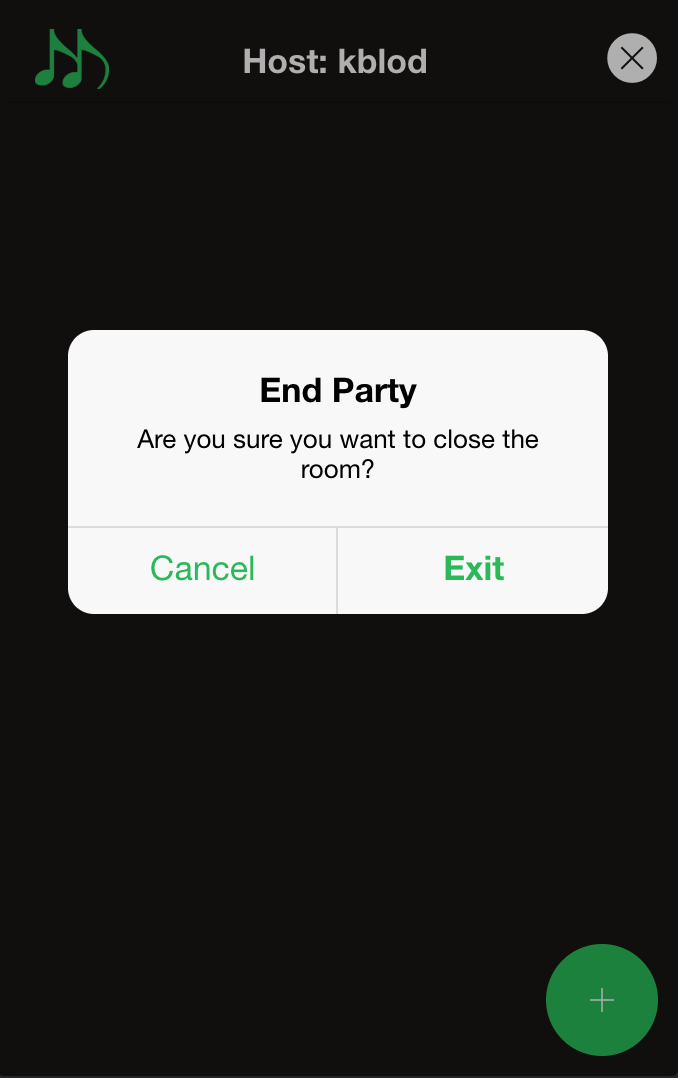 Host: kblod
End Party
Are you sure you want to close the
room?
Cancel
Exit